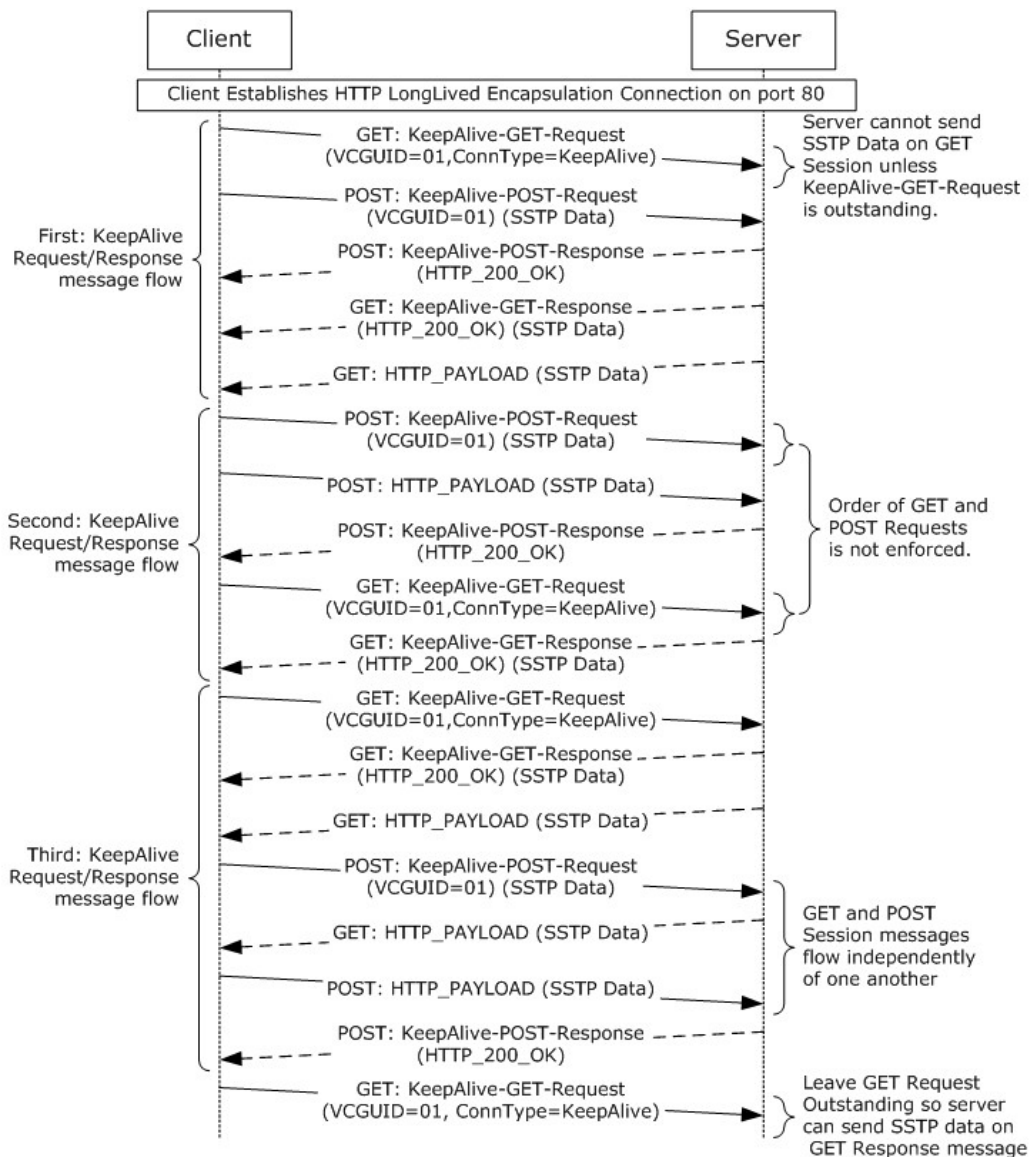 Client
Server
Client Establishes HTTP LongLived Encapsulation Connection on port 80
First: KeepAlive
Request/Response
message flow
GET: KeepAlive-GET-Request
(VCGUID=01,ConnType=KeepAlive)
Server cannot send
SSTP Data on GET
Session unless
KeepAlive-GET-Request
is outstanding.
POST: KeepAlive-POST-Request
(VCGUID=01) (SSTP Data)
POST: KeepAlive-POST-Response
(HTTP_200_OK)
GET: KeepAlive-GET-Response
(HTTP_200_OK) (SSTP Data)
GET: HTTP_PAYLOAD (SSTP Data)
Second: KeepAlive
Request/Response
message flow
POST: KeepAlive-POST-Request
(VCGUID=01) (SSTP Data)
POST: HTTP_PAYLOAD (SSTP Data)
POST: KeepAlive-POST-Response
(HTTP_200_OK)
GET: KeepAlive-GET-Request
(VCGUID=01,ConnType=KeepAlive)
GET: KeepAlive-GET-Response
(HTTP_200_OK) (SSTP Data)
Order of GET and
POST Requests
is not enforced.
Third: KeepAlive
Request/Response
message flow
GET: KeepAlive-GET-Request
(VCGUID=01,ConnType=KeepAlive)
GET: KeepAlive-GET-Response
(HTTP_200_OK) (SSTP Data)
GET: HTTP_PAYLOAD (SSTP Data)
POST: KeepAlive-POST-Request
(VCGUID=01) (SSTP Data)
GET: HTTP_PAYLOAD (SSTP Data)
POST: HTTP_PAYLOAD (SSTP Data)
POST: KeepAlive-POST-Response
(HTTP_200_OK)
GET and POST
Session messages
flow independently
of one another
GET: KeepAlive-GET-Request
(VCGUID=01, ConnType=KeepAlive)
Leave GET Request
Outstanding so server
can send SSTP data on
GET Response message